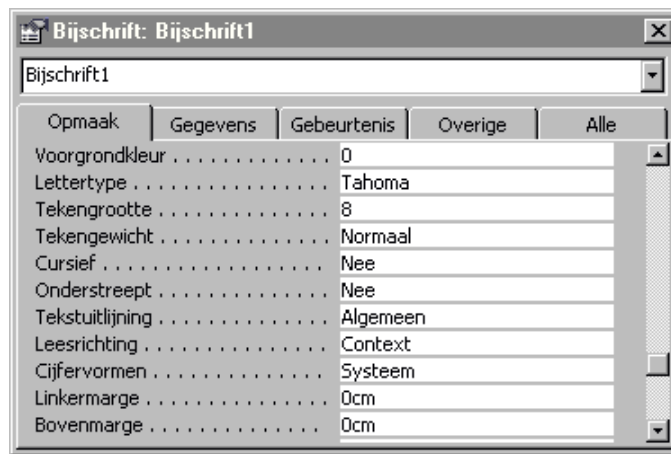 Bijschrift: Bijschrift1
Bijschrift1
Opmaak Gegevens Gebeurtenis Overige Alle
Voorgrondkleur . . . . . . . . . . . . . 0
Lettertype . . . . . . . . . . . . . . . . Tahoma
Tekengrootte . . . . . . . . . . . . . . 8
Tekengewicht . . . . . . . . . . . . . . Normaal
Cursief . . . . . . . . . . . . . . . . . . Nee
Onderstreept . . . . . . . . . . . . . . Nee
Tekstuitlijning . . . . . . . . . . . . . Algemeen
Leesrichting . . . . . . . . . . . . . . . Context
Cijfervormen . . . . . . . . . . . . . . Systeem
Linkermarge . . . . . . . . . . . . . . . 0cm
Bovenmarge . . . . . . . . . . . . . . 0cm